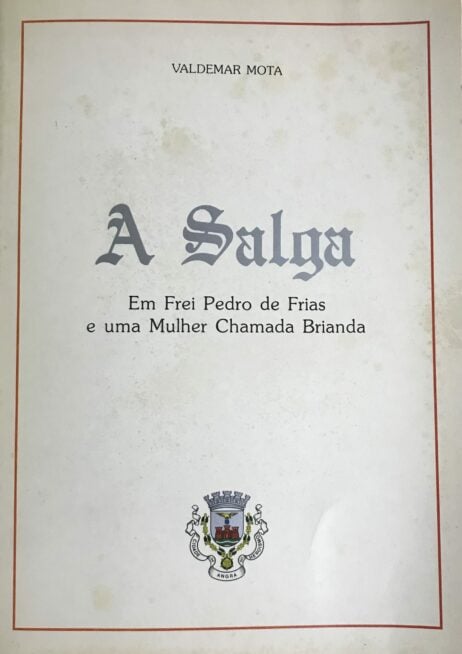 VALDEMAR MOTA
A Salga
Em Frei Pedro de Frias
e uma Mulher Chamada Brianda
ANGRA